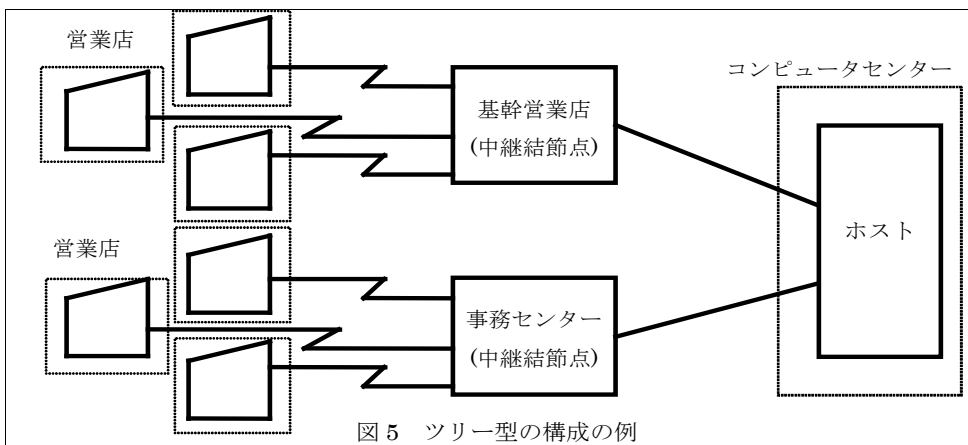 営業店
コンピュータセンター
基幹営業店
(中継結節点)
ホスト
営業店
事務センター
(中継結節点)
図 5 ツリー型の構成の例